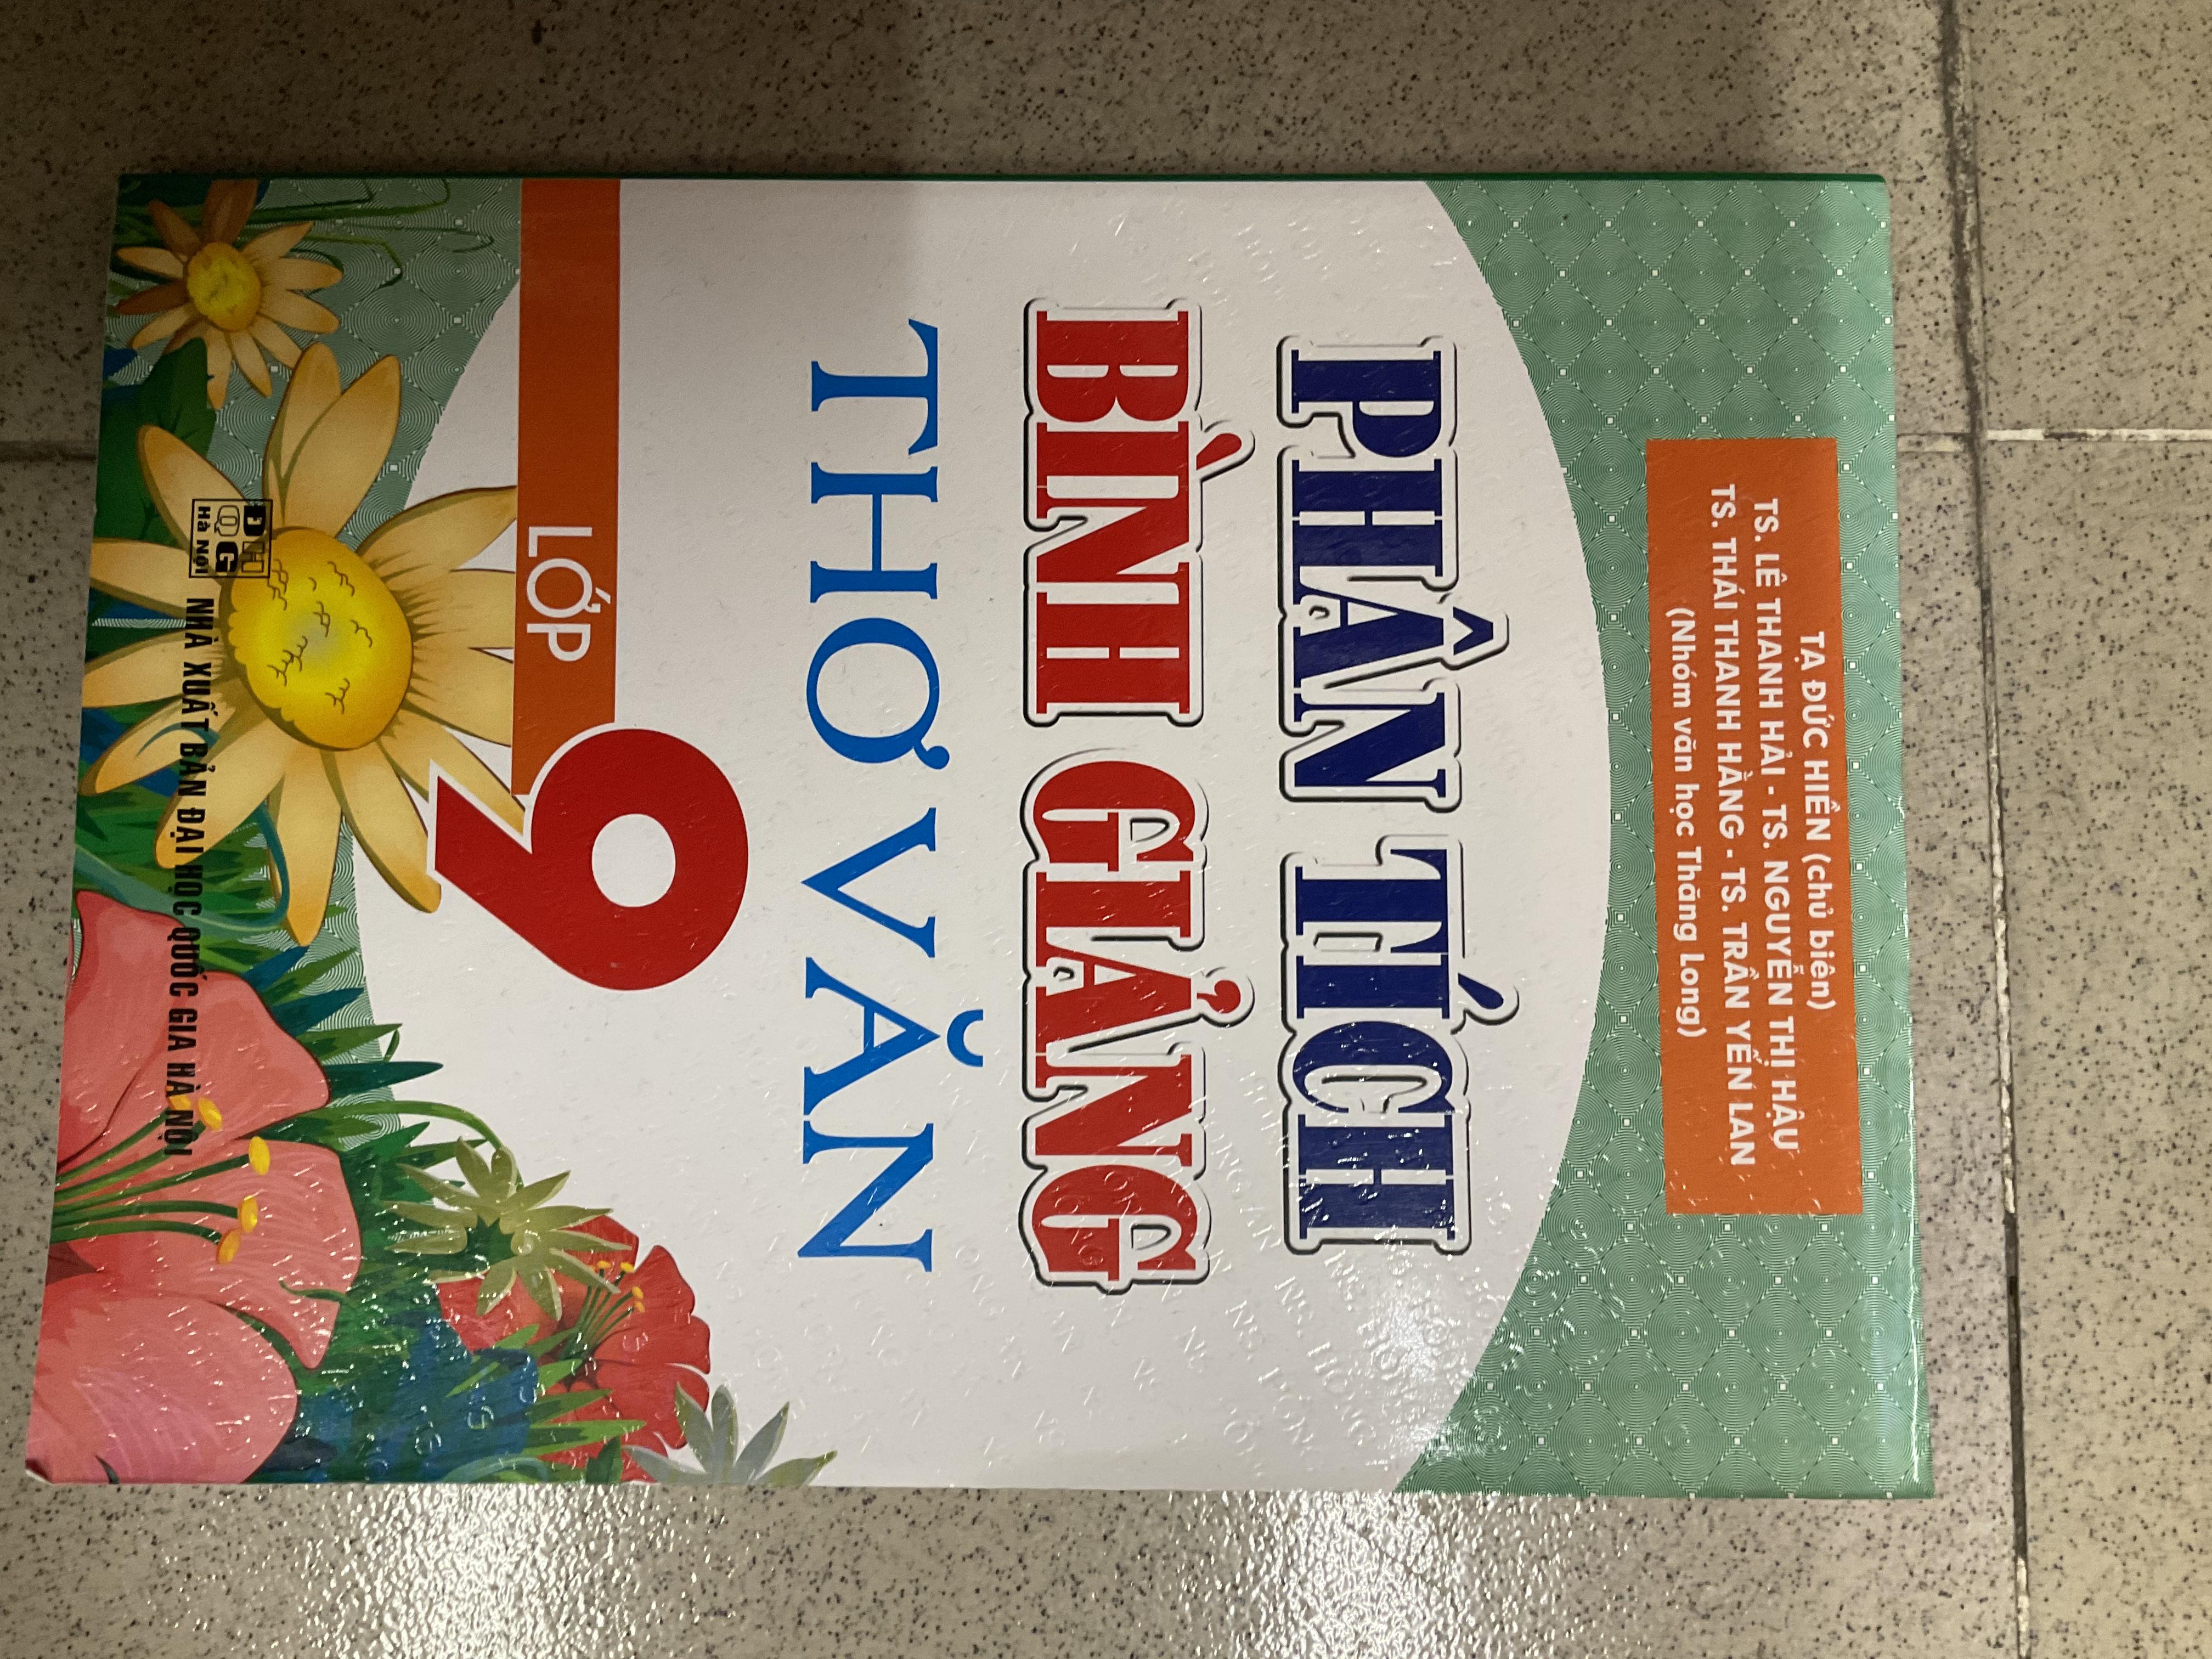 TẠ ĐỨC HIỀN (chủ biên)
TS. LÊ THANH HẢI - TS. NGUYỄN THỊ HẬU
TS. THÁI THANH HẰNG - TS. TRẦN YẾN LAN
(Nhóm văn học Thăng Long)
PHÂN TÍCH
BÌNH GIẢNG
THƠ VĂN
LỚP 9
ĐH
QG
Hà Nội
NHÀ XUẤT BẢN ĐẠI HỌC QUỐC GIA HÀ NỘI